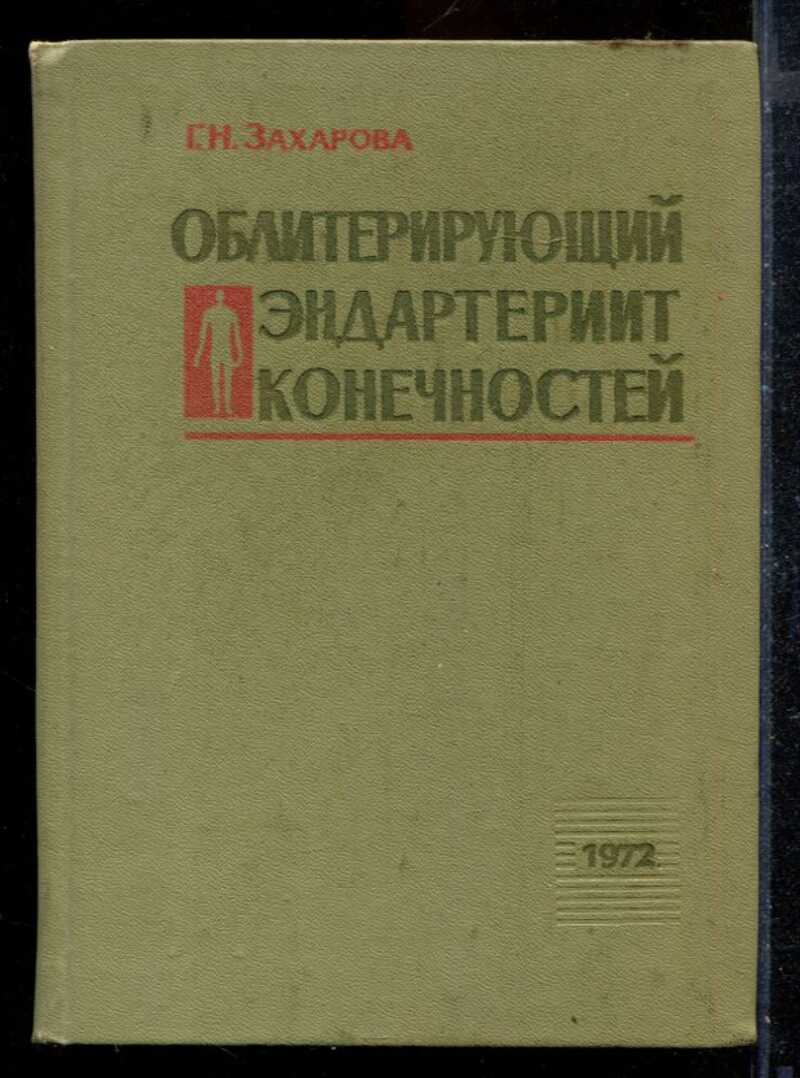 Г.Н. ЗАХАРОВА
ОБЛИТЕРИРУЮЩИЙ
ЭНДАРТЕРИИТ
КОНЕЧНОСТЕЙ
1972